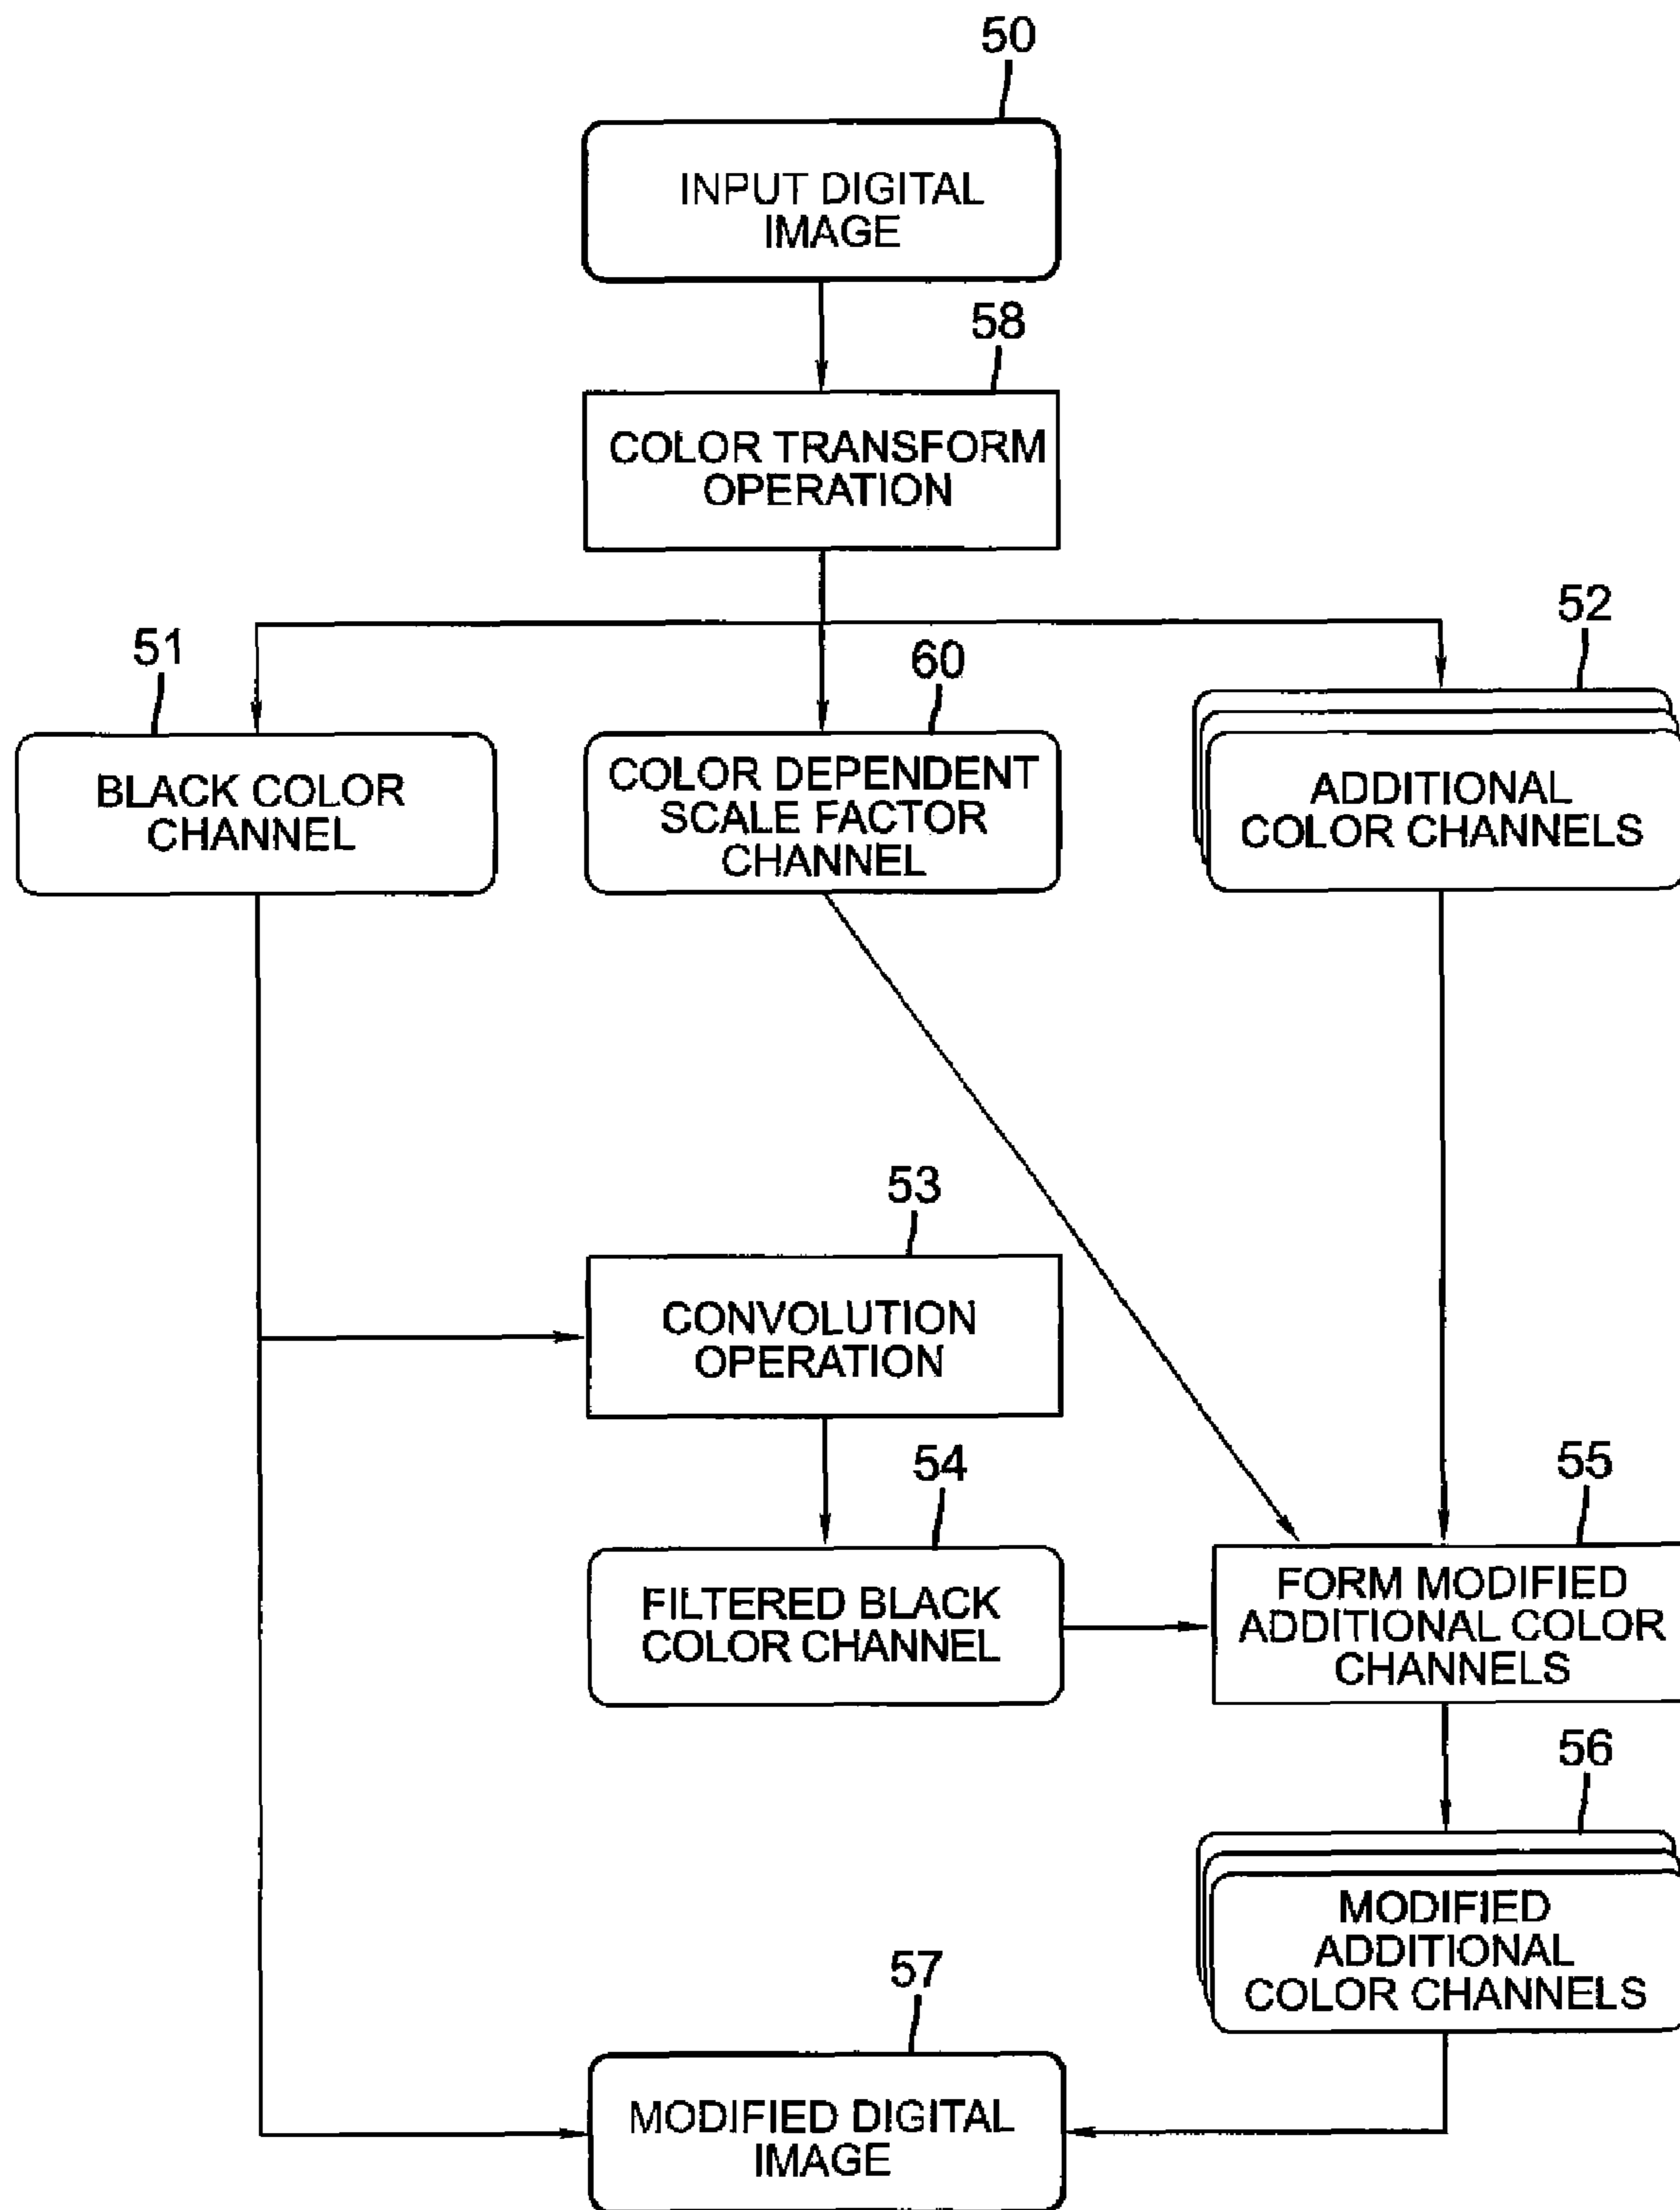 50
INPUT DIGITAL
IMAGE
58
COLOR TRANSFORM
OPERATION
51
60
52
BLACK COLOR
CHANNEL
COLOR DEPENDENT
SCALE FACTOR
CHANNEL
ADDITIONAL
COLOR CHANNELS
53
CONVOLUTION
OPERATION
54
FILTERED BLACK
COLOR CHANNEL
55
FORM MODIFIED
ADDITIONAL COLOR
CHANNELS
56
MODIFIED
ADDITIONAL
COLOR CHANNELS
57
MODIFIED DIGITAL
IMAGE